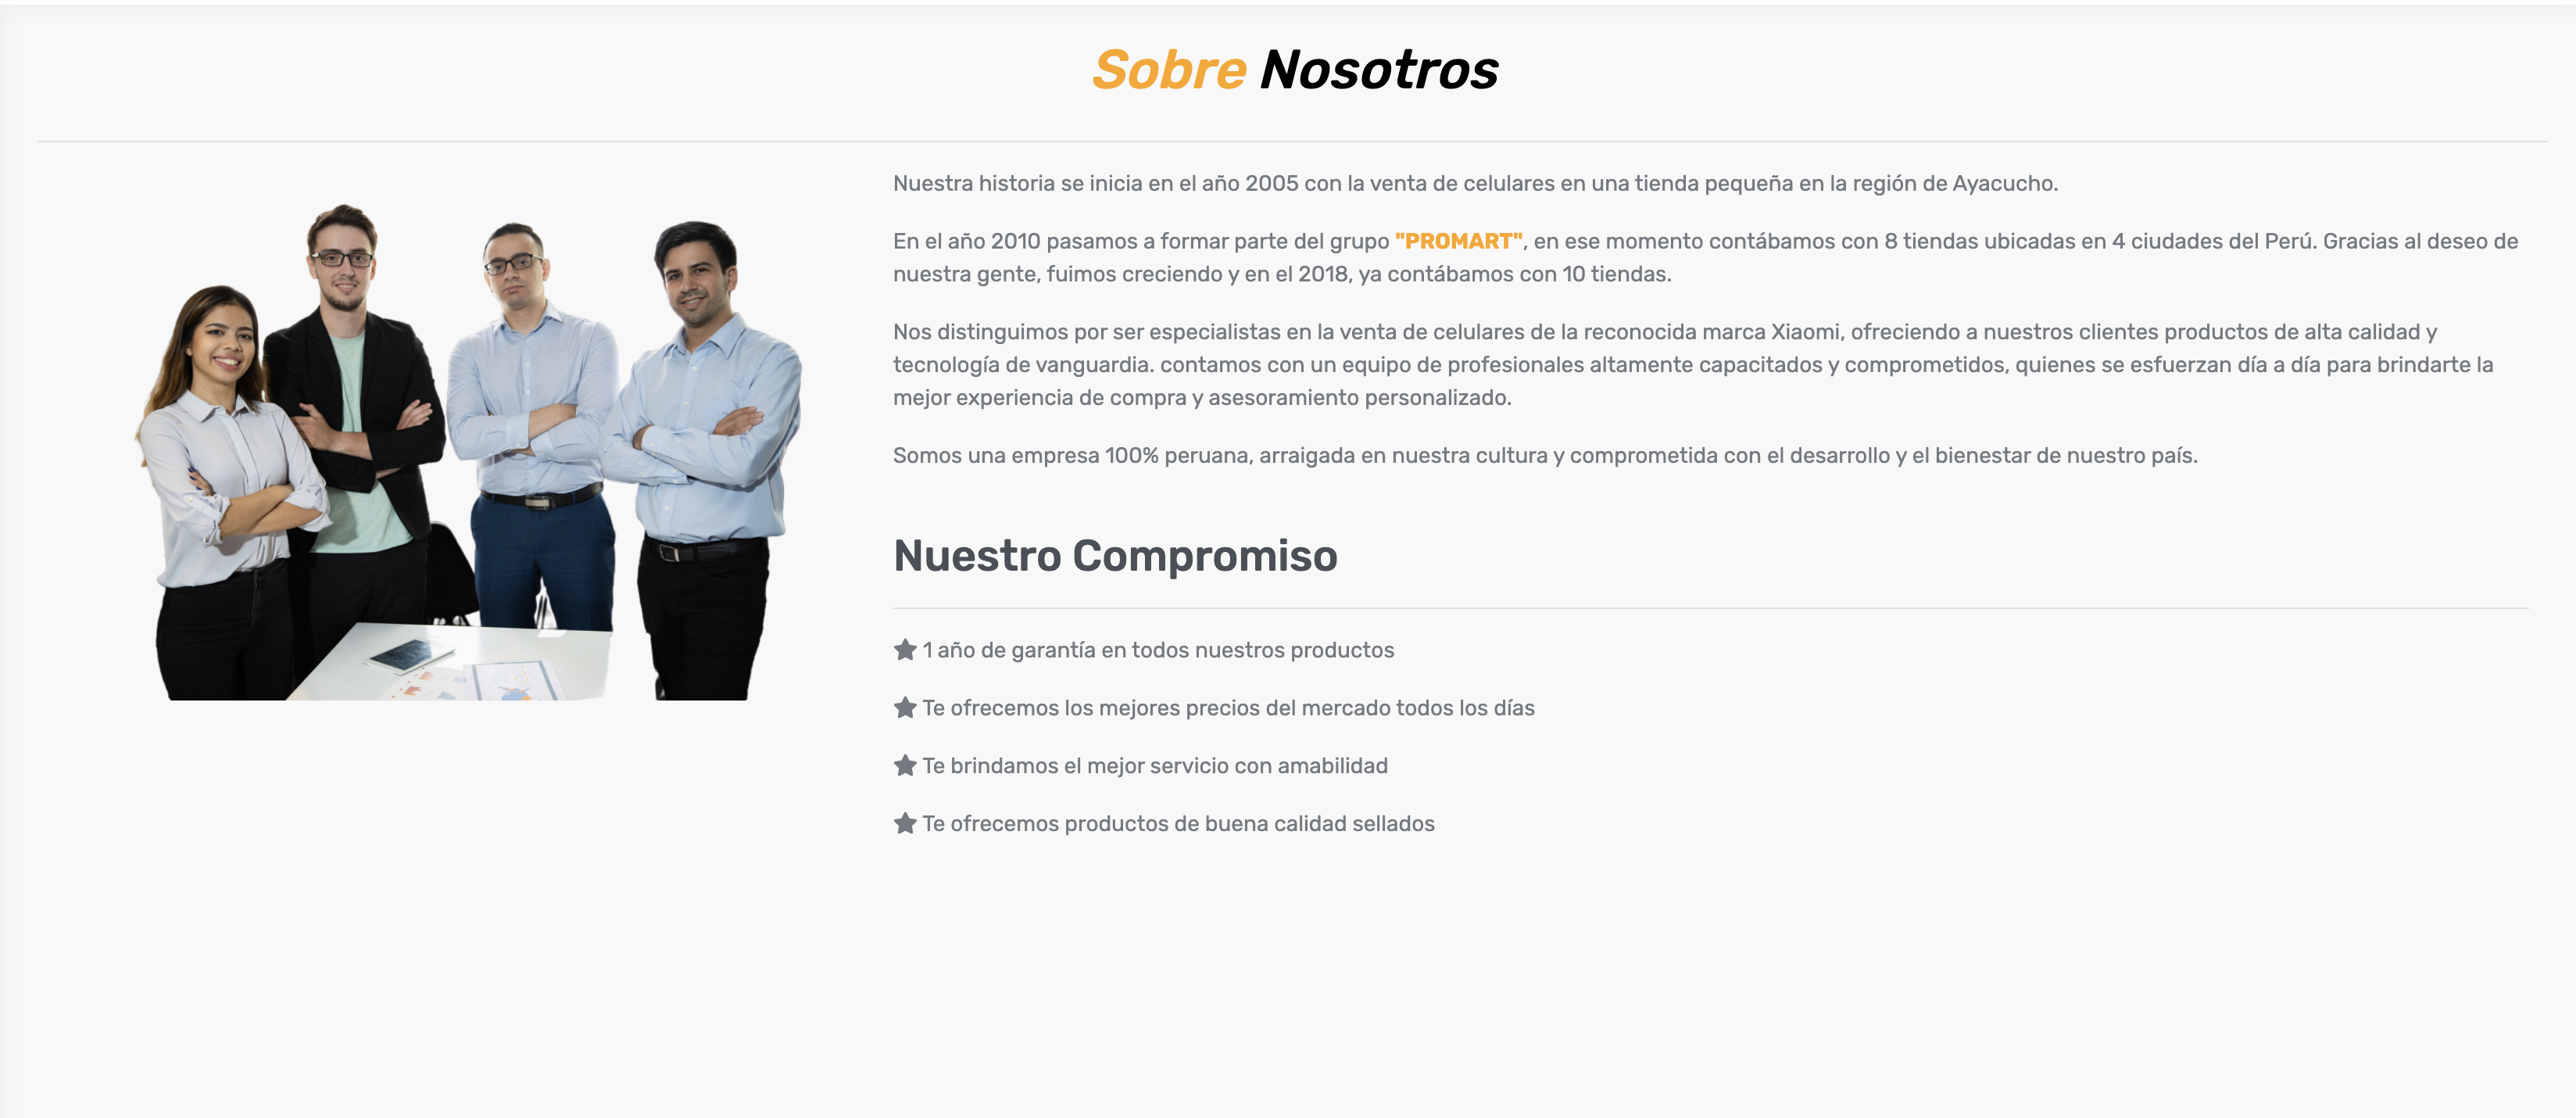 Sobre Nosotros
Nuestra historia se inicia en el año 2005 con la venta de celulares en una tienda pequeña en la región de Ayacucho.
En el año 2010 pasamos a formar parte del grupo "PROMART", en ese momento contábamos con 8 tiendas ubicadas en 4 ciudades del Perú. Gracias al deseo de
nuestra gente, fuimos creciendo y en el 2018, ya contábamos con 10 tiendas.
Nos distinguimos por ser especialistas en la venta de celulares de la reconocida marca Xiaomi, ofreciendo a nuestros clientes productos de alta calidad y
tecnología de vanguardia. contamos con un equipo de profesionales altamente capacitados y comprometidos, quienes se esfuerzan día a día para brindarte la
mejor experiencia de compra y asesoramiento personalizado.
Somos una empresa 100% peruana, arraigada en nuestra cultura y comprometida con el desarrollo y el bienestar de nuestro país.
Nuestro Compromiso
★ 1 año de garantía en todos nuestros productos
★ Te ofrecemos los mejores precios del mercado todos los días
★ Te brindamos el mejor servicio con amabilidad
★ Te ofrecemos productos de buena calidad sellados